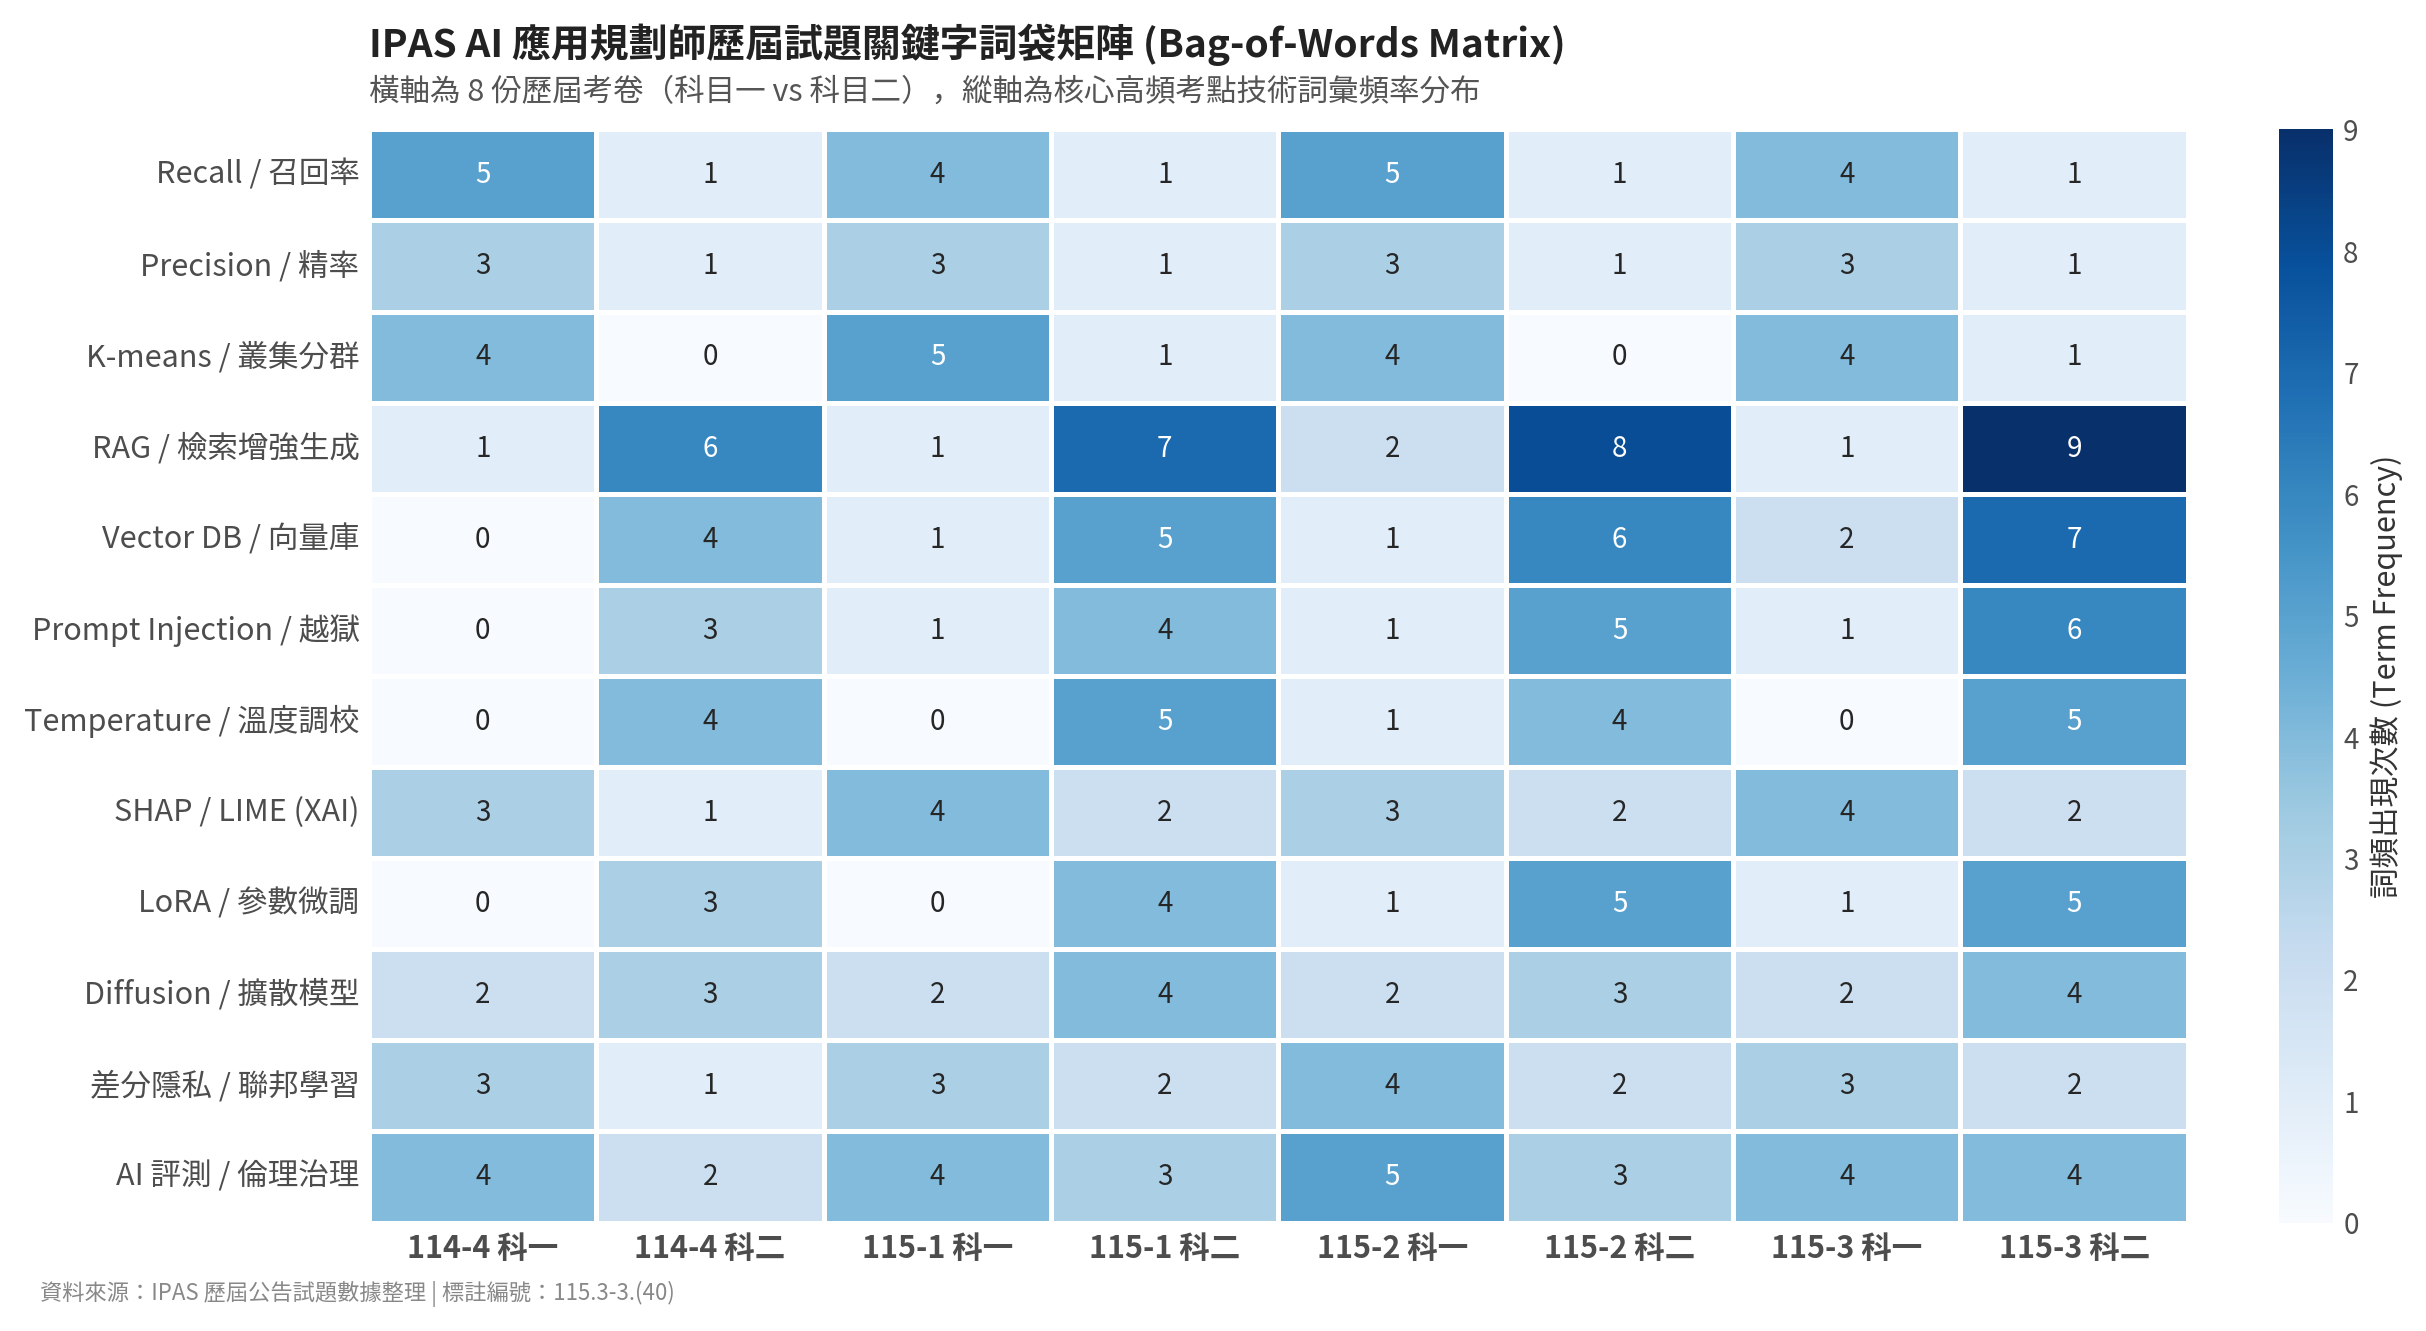 IPAS AI 應用規劃師歷屆試題關鍵字詞袋矩陣 (Bag-of-Words Matrix)
橫軸為 8 份歷屆考卷（科目一 vs 科目二），縱軸為核心高頻考點技術詞彙頻率分布
Recall / 召回率 5 1 4 1 5 1 4 1
Precision / 精率 3 1 3 1 3 1 3 1
K-means / 叢集分群 4 0 5 1 4 0 4 1
RAG / 檢索增強生成 1 6 1 7 2 8 1 9
Vector DB / 向量庫 0 4 1 5 1 6 2 7
Prompt Injection / 越獄 0 3 1 4 1 5 1 6
Temperature / 溫度調校 0 4 0 5 1 4 0 5
SHAP / LIME (XAI) 3 1 4 2 3 2 4 2
LoRA / 參數微調 0 3 0 4 1 5 1 5
Diffusion / 擴散模型 2 3 2 4 2 3 2 4
差分隱私 / 聯邦學習 3 1 3 2 4 2 3 2
AI 評測 / 倫理治理 4 2 4 3 5 3 4 4
114-4 科一 114-4 科二 115-1 科一 115-1 科二 115-2 科一 115-2 科二 115-3 科一 115-3 科二
9
8
7
6
5
4
3
2
1
0
詞頻出現次數 (Term Frequency)
資料來源：IPAS 歷屆公告試題數據整理 | 標註編號：115.3-3.(40)